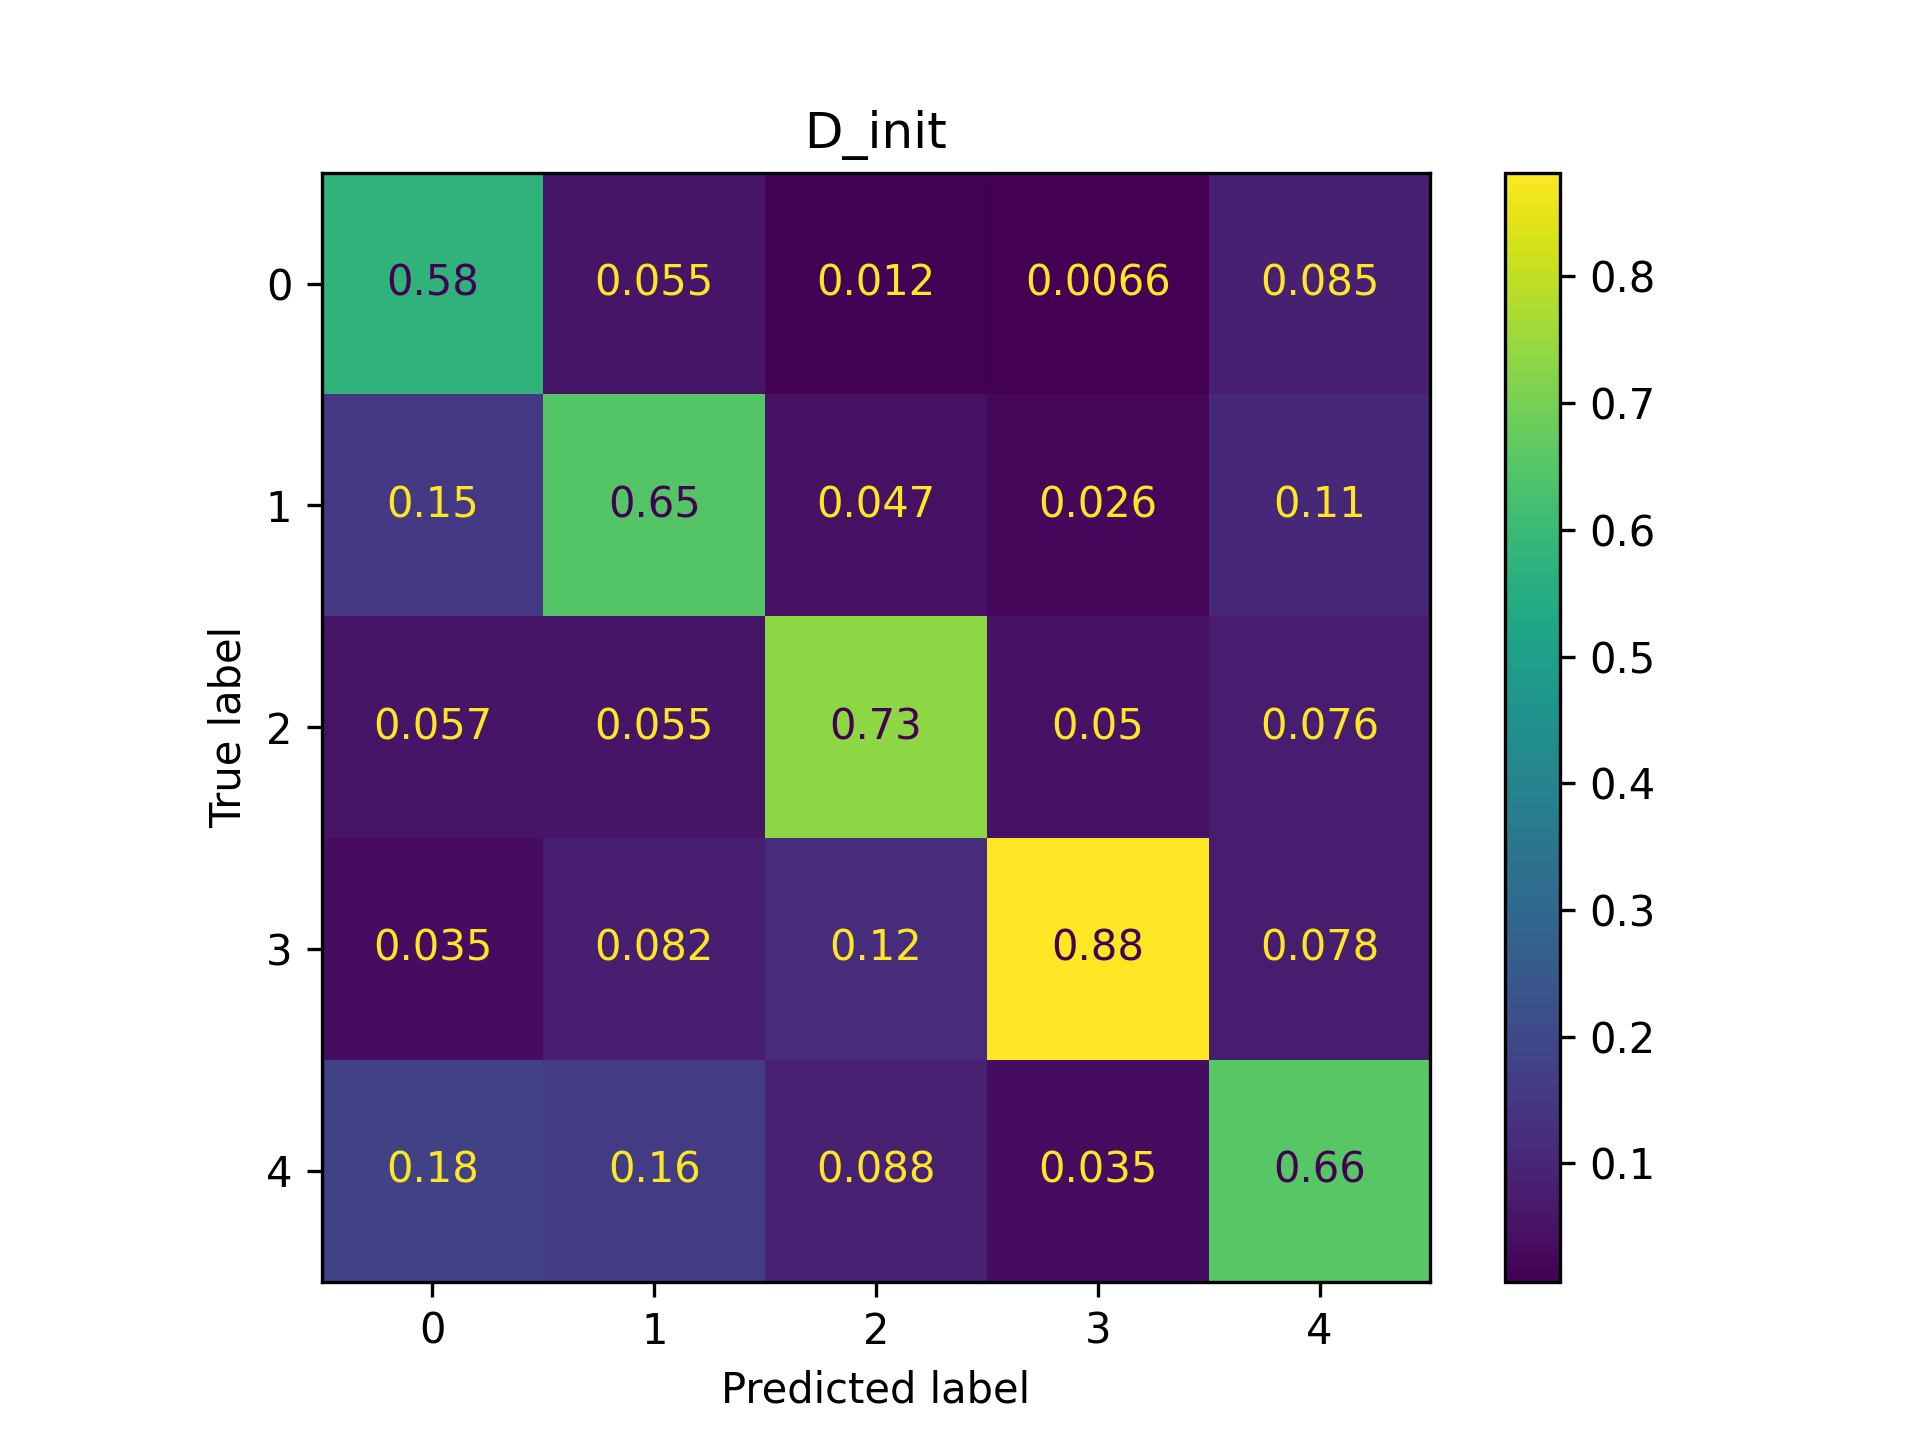 D_init
0 0.58 0.055 0.012 0.0066 0.085
1 0.15 0.65 0.047 0.026 0.11
2 0.057 0.055 0.73 0.05 0.076
3 0.035 0.082 0.12 0.88 0.078
4 0.18 0.16 0.088 0.035 0.66
True label
0 1 2 3 4
Predicted label
0.8
0.7
0.6
0.5
0.4
0.3
0.2
0.1